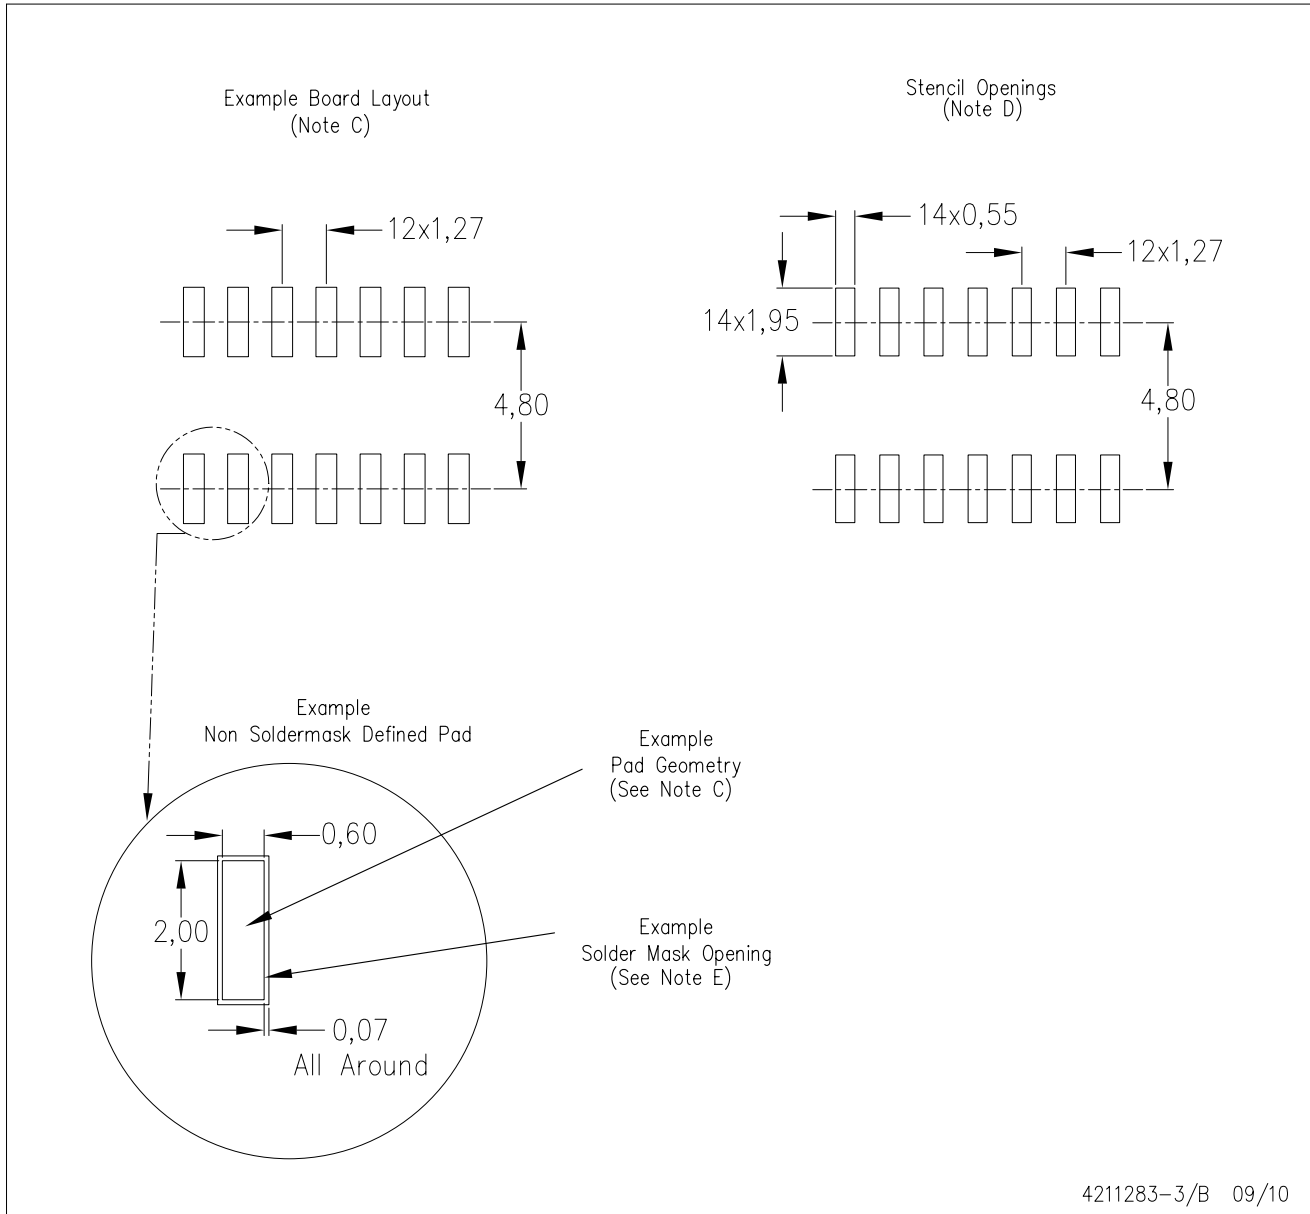 Example Board Layout
(Note C)
12x1,27
4,80
Stencil Openings
(Note D)
14x0,55
12x1,27
14x1,95
4,80
Example
Non Soldermask Defined Pad
0,60
2,00
0,07
All Around
Example
Pad Geometry
(See Note C)
Example
Solder Mask Opening
(See Note E)
4211283-3/B 09/10